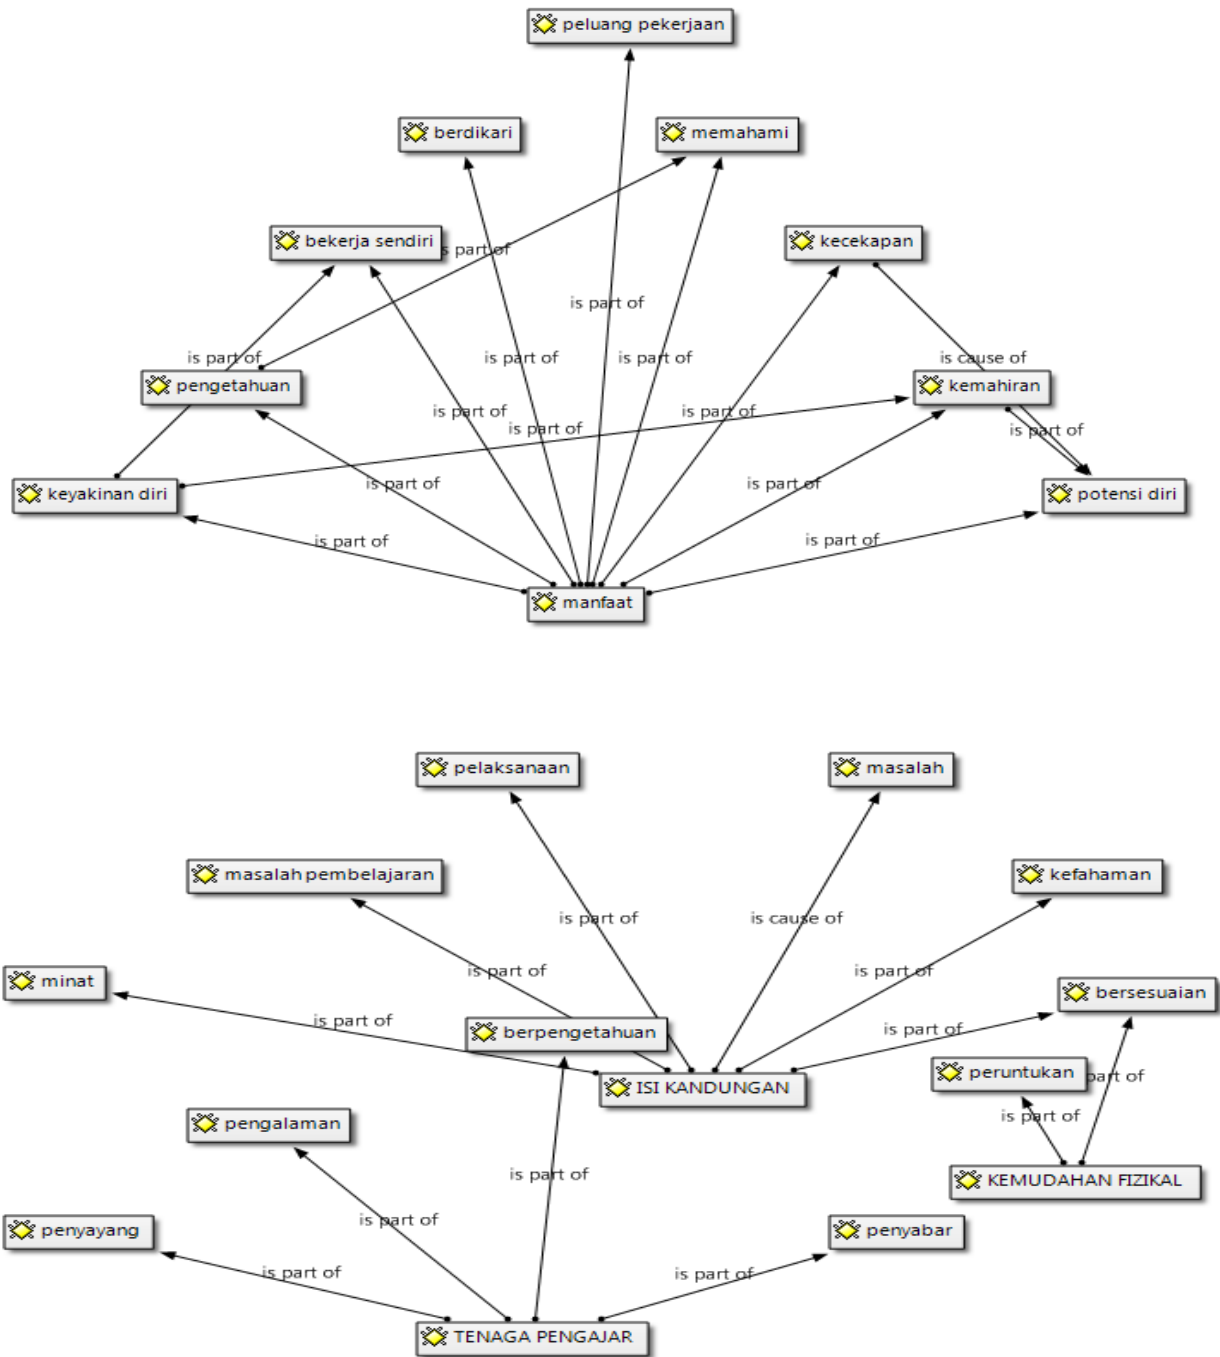 peluang pekerjaan
berdikari
memahami
bekerja sendiri
kecekapan
is part of
is part of
is part of
is cause of
pengetahuan
is part of
is part of
kemahiran
is part of
is part of
is part of
is part of
keyakinan diri
is part of
is part of
potensi diri
is part of
is part of
manfaat
pelaksanaan
masalah
masalah pembelajaran
kefahaman
is part of
is cause of
minat
is part of
is part of
bersesuaian
is part of
berpengetahuan
is part of
peruntukan
part of
ISI KANDUNGAN
pengalaman
is part of
is part of
KEMUDAHAN FIZIKAL
penyayang
is part of
penyabar
is part of
is part of
TENAGA PENGAJAR